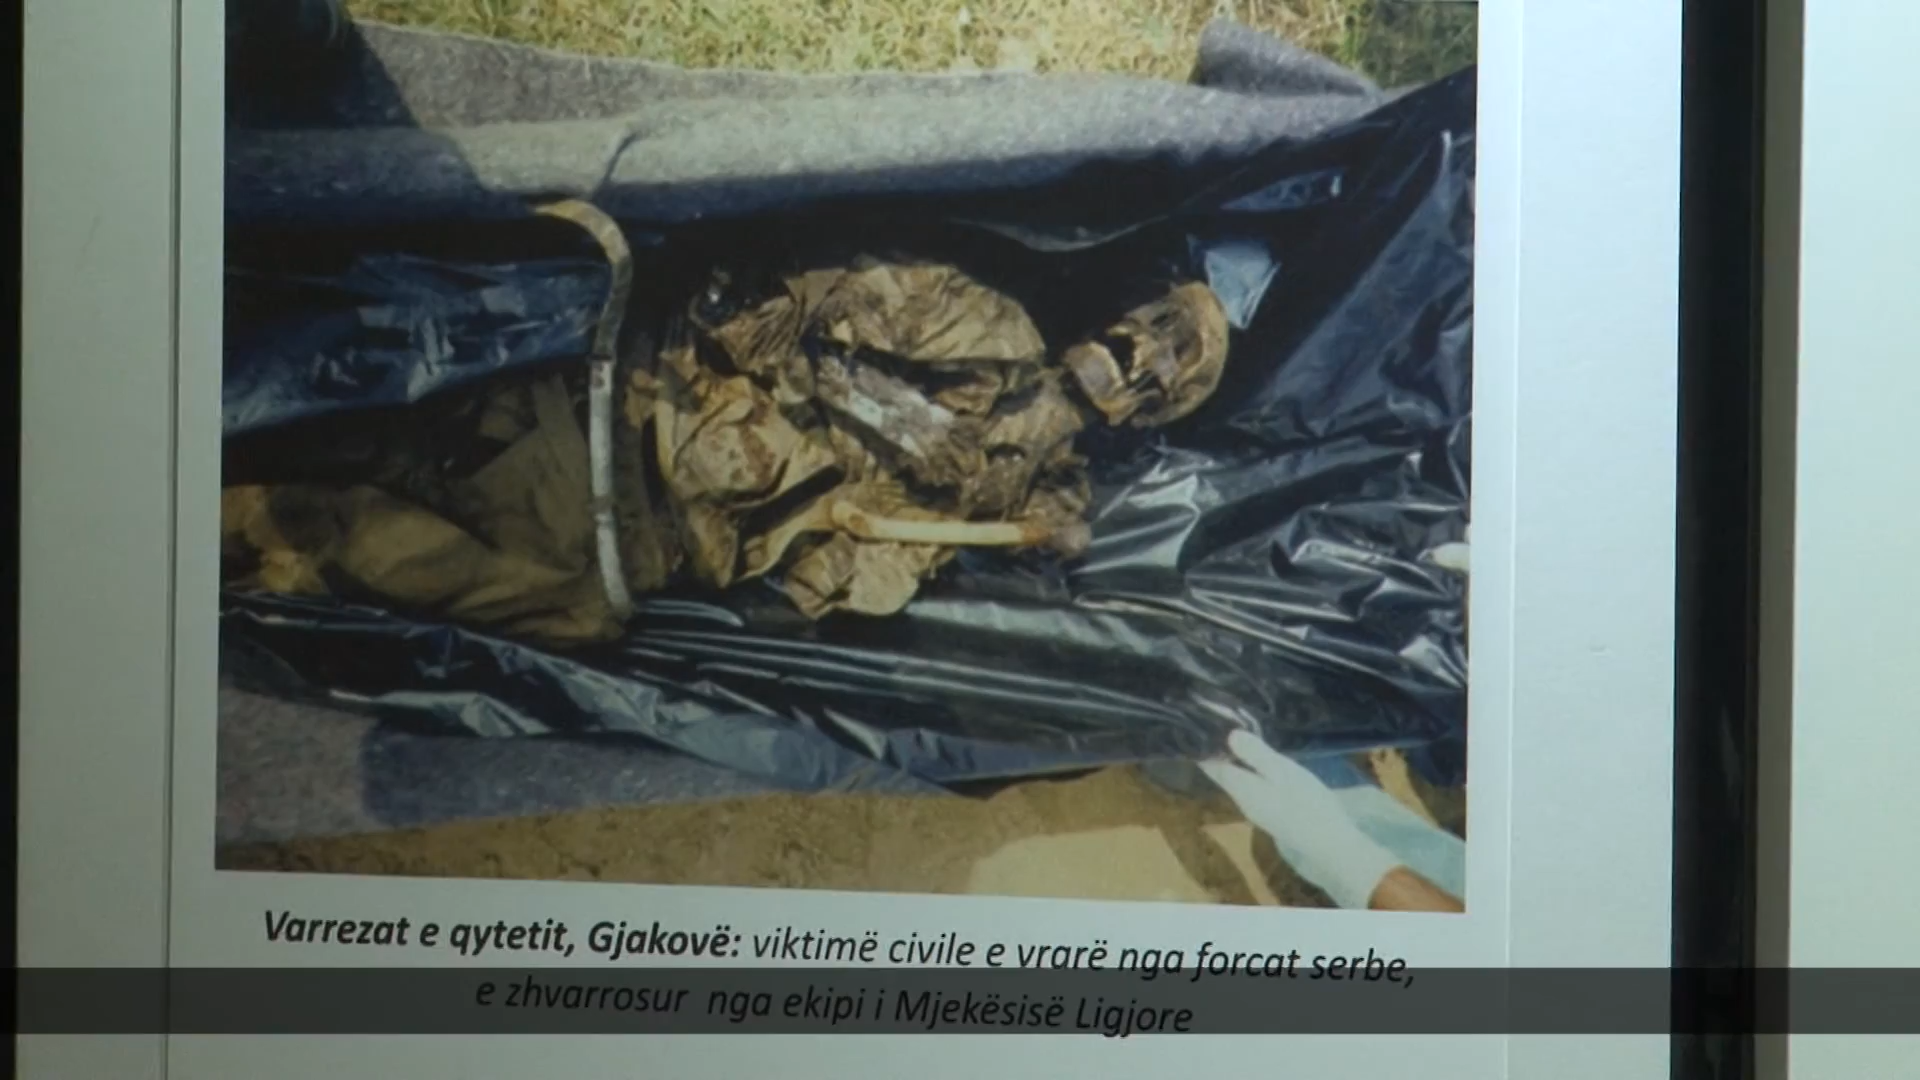 Varrezat e qytetit, Gjakovë: viktimë civile e vrarë nga forcat serbe,
e zhvarrosur nga ekipi i Mjekësisë Ligjore